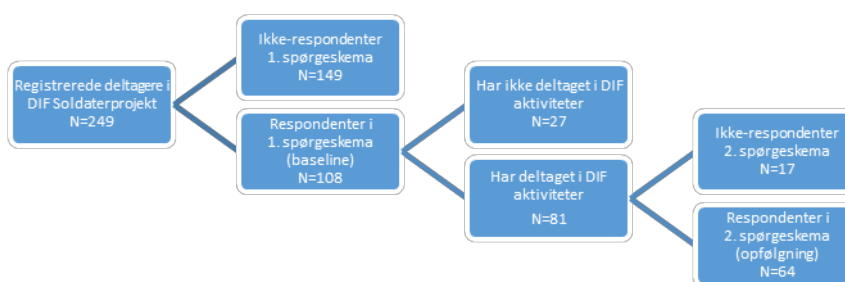 Registrerede deltagere i
DIF Soldaterprojekt
N=249
Ikke-respondenter
1. spørgeskema
N=149
Respondenter i
1. spørgeskema
(baseline)
N=108
Har ikke deltaget i DIF
aktiviteter
N=27
Har deltaget i DIF
aktiviteter
N=81
Ikke-respondenter
2. spørgeskema
N=17
Respondenter i
2. spørgeskema
(opfølgning)
N=64